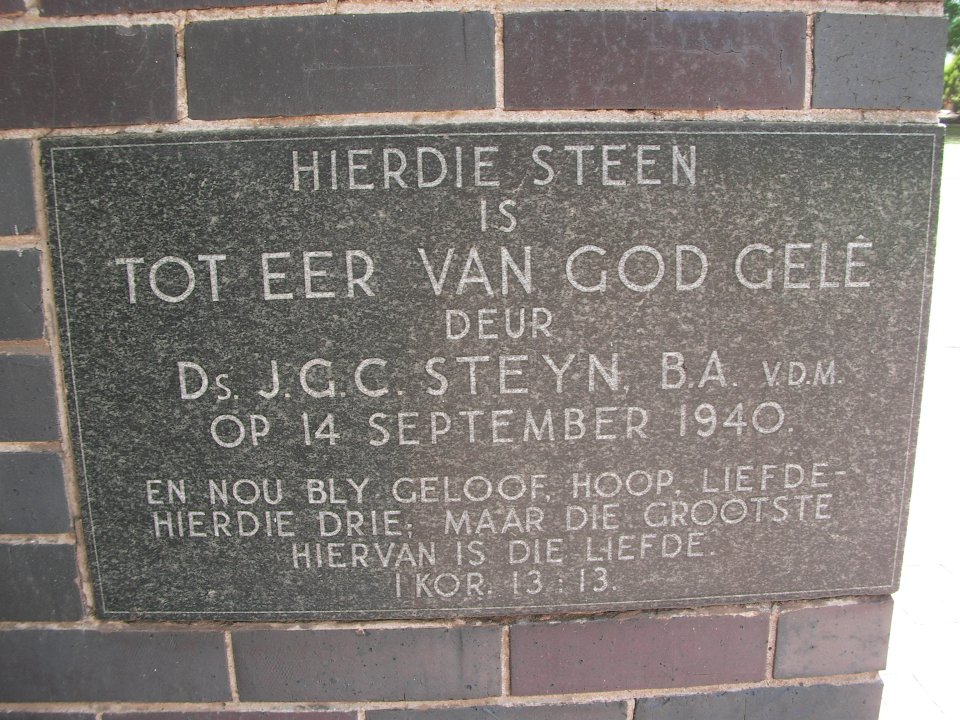 HIERDIE STEEN
IS
TOT EER VAN GOD GELÊ
DEUR
Ds. J.G.C. STEYN, B.A. V.D.M.
OP 14 SEPTEMBER 1940.
EN NOU BLY GELOOF, HOOP, LIEFDE-
HIERDIE DRIE; MAAR DIE GROOTSTE
HIERVAN IS DIE LIEFDE.
1 KOR. 13 : 13.